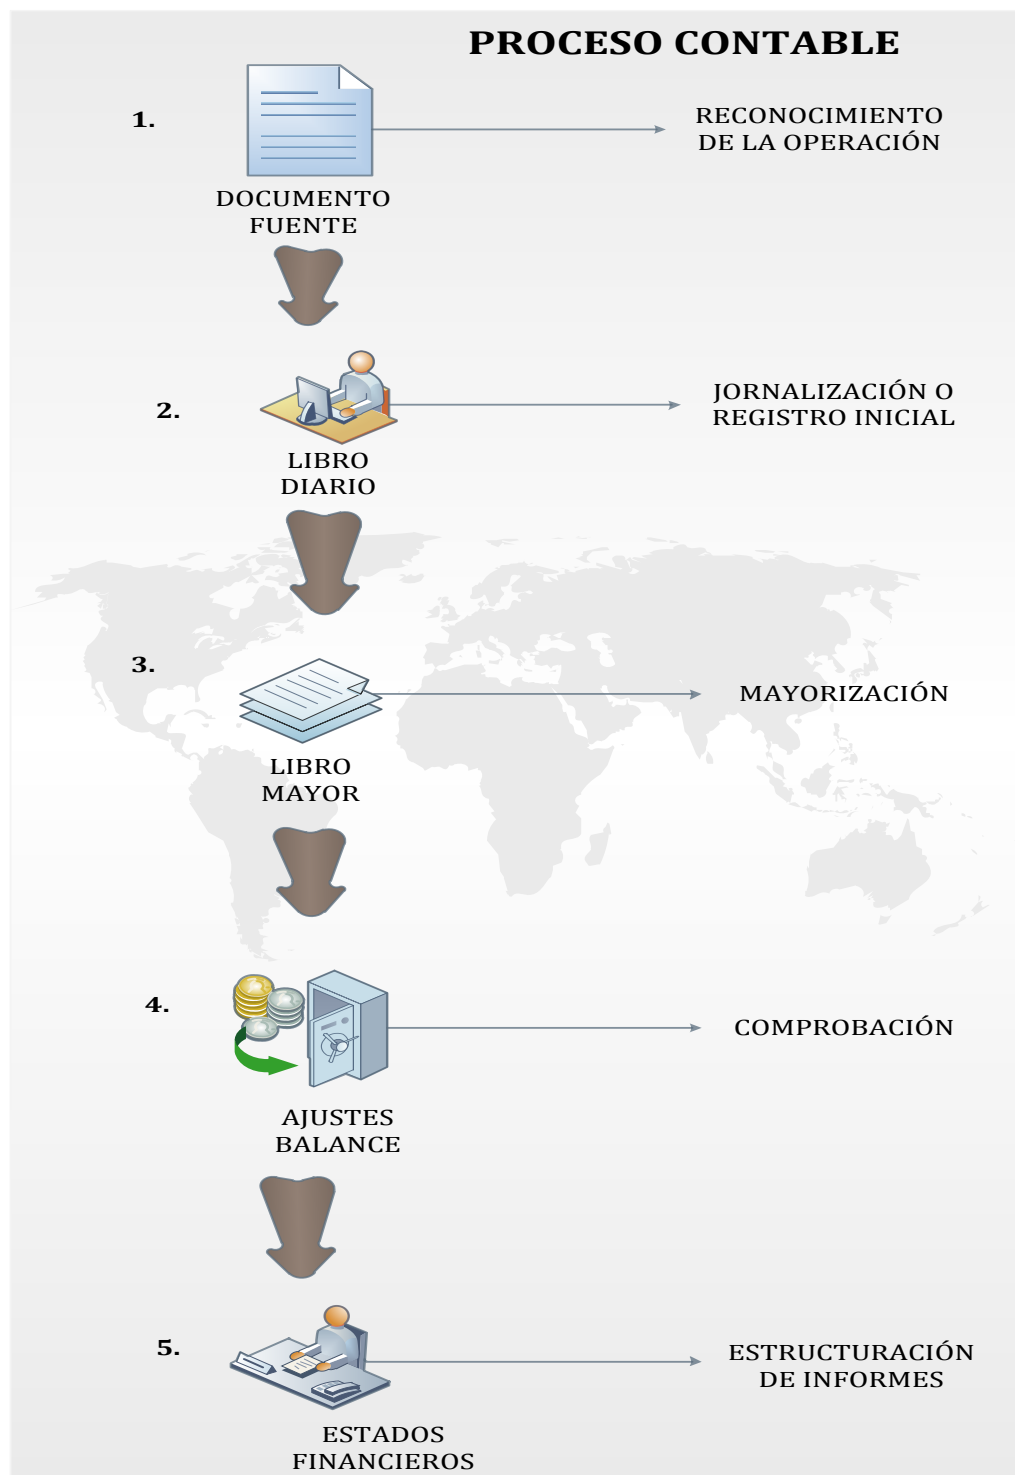 PROCESO CONTABLE
1.
RECONOCIMIENTO
DE LA OPERACIÓN
DOCUMENTO
FUENTE
2.
JORNALIZACIÓN O
REGISTRO INICIAL
LIBRO
DIARIO
3.
MAYORIZACIÓN
LIBRO
MAYOR
4.
COMPROBACIÓN
AJUSTES
BALANCE
5.
ESTRUCTURACIÓN
DE INFORMES
ESTADOS
FINANCIEROS